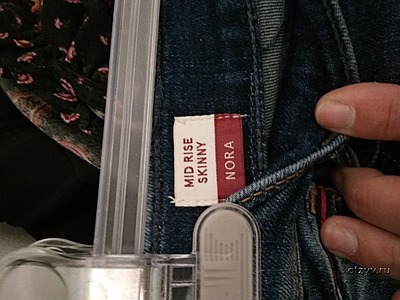 MID RISE
SKINNY
NORA
otzyv.ru